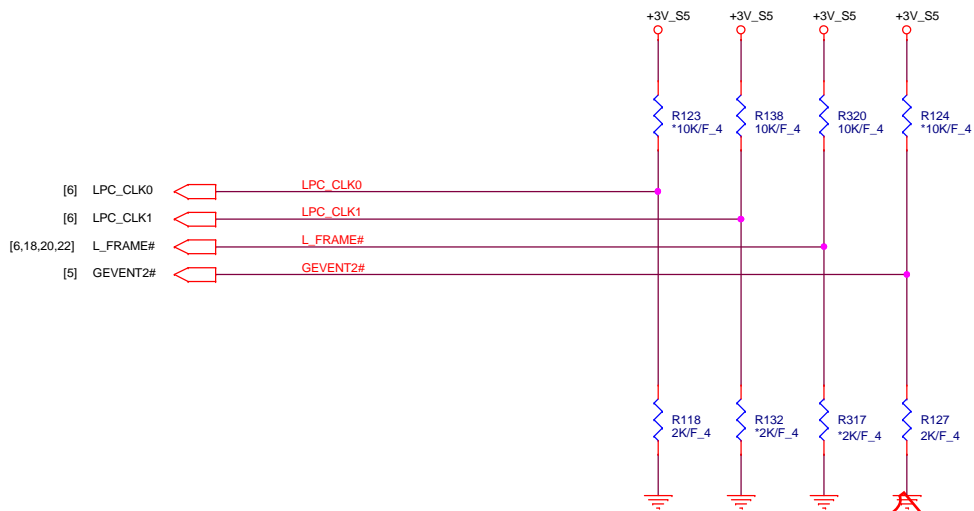 +3V_S5 +3V_S5 +3V_S5 +3V_S5
R123 R138 R320 R124
*10K/F_4 10K/F_4 10K/F_4 *10K/F_4
[6] LPC_CLK0 LPC_CLK0
[6] LPC_CLK1 LPC_CLK1
[6,18,20,22] L_FRAME# L_FRAME#
[5] GEVENT2# GEVENT2#
R118 R132 R317 R127
2K/F_4 *2K/F_4 *2K/F_4 2K/F_4